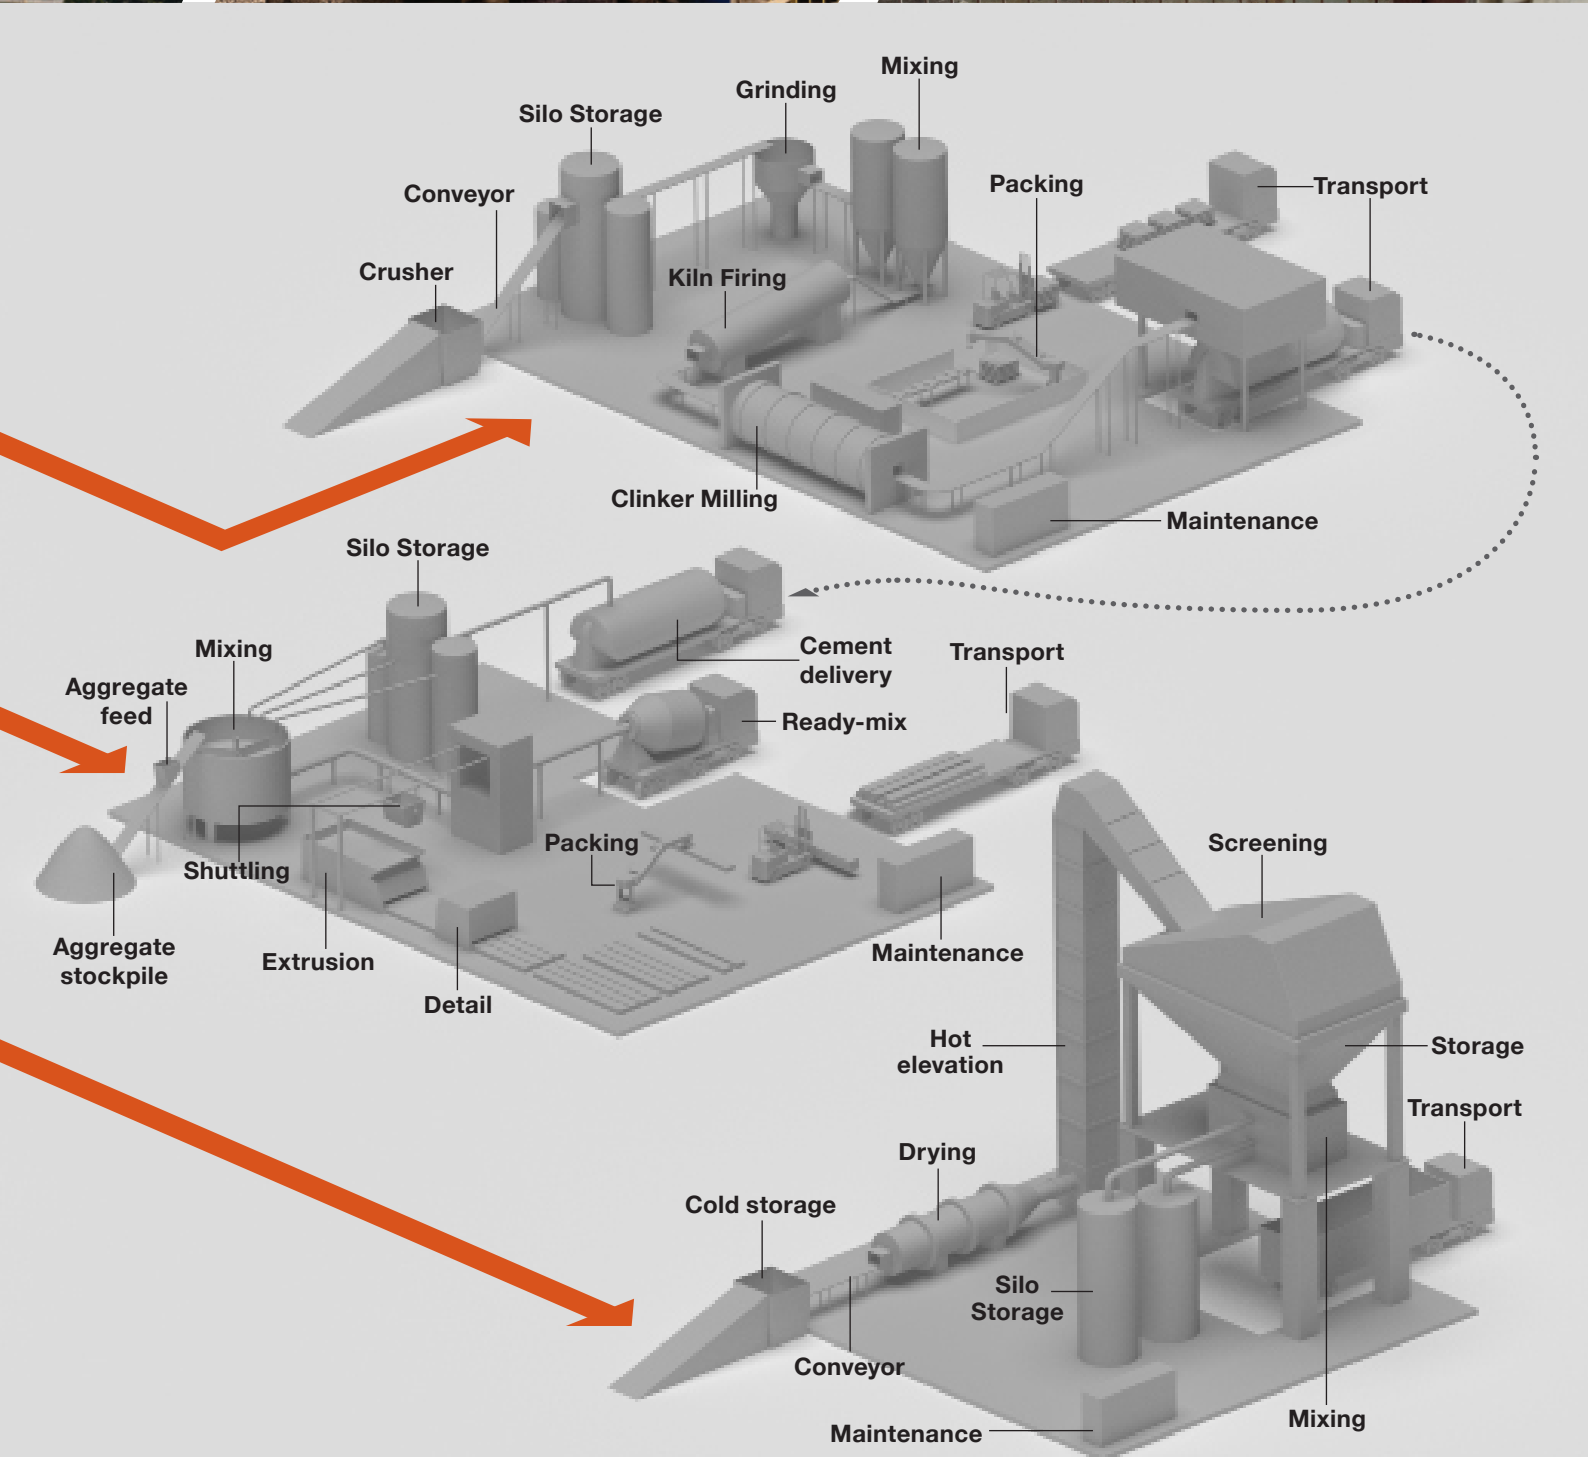 Mixing
Grinding
Silo Storage
Packing
Transport
Conveyor
Crusher
Kiln Firing
Clinker Milling
Maintenance
Silo Storage
Mixing
Cement
delivery
Transport
Aggregate
feed
Ready-mix
Shuttling
Packing
Screening
Aggregate
stockpile
Extrusion
Maintenance
Detail
Hot
elevation
Storage
Transport
Drying
Cold storage
Silo
Storage
Conveyor
Mixing
Maintenance